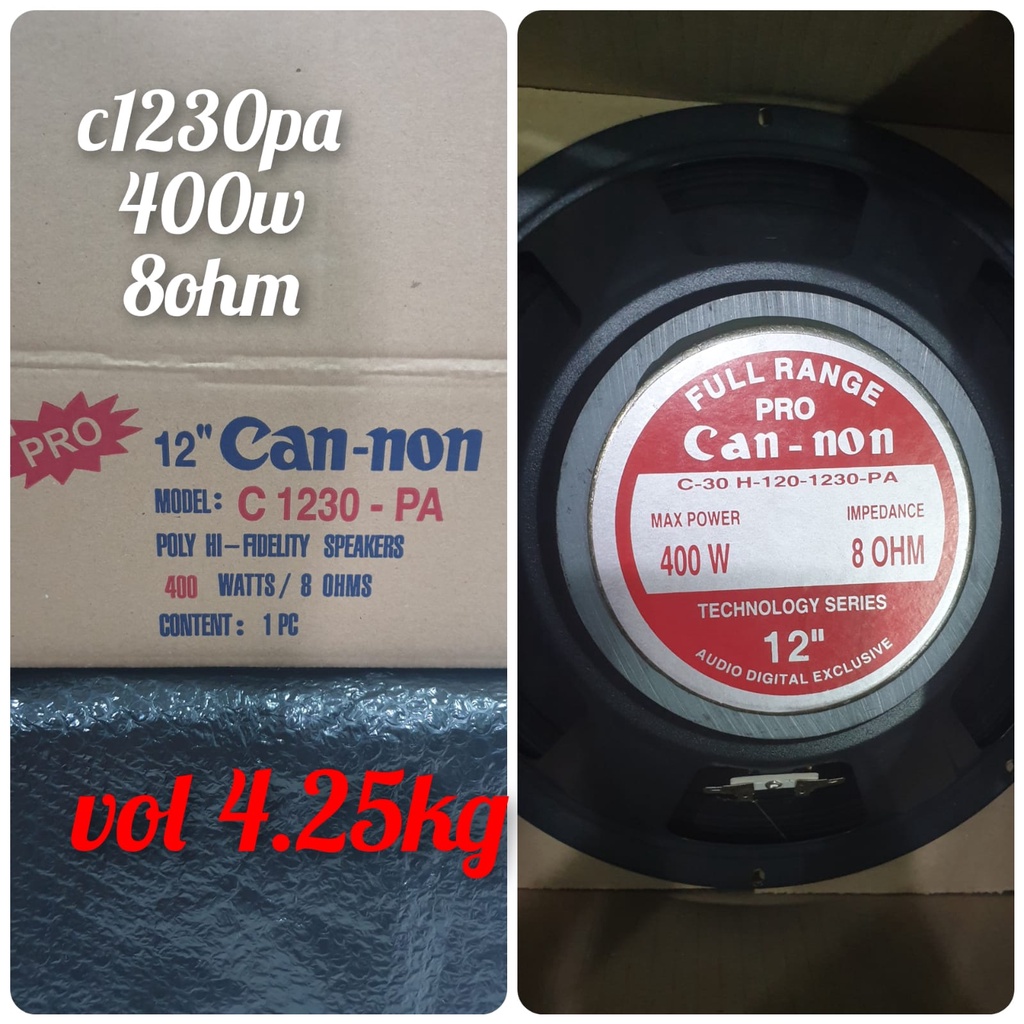 c1230pa
400w
8ohm
PRO
12" Can-non
MODEL: C 1230 - PA
POLY HI-FIDELITY SPEAKERS
400 WATTS / 8 OHMS
CONTENT: 1 PC
vol 4.25kg
FULL RANGE
PRO
Can-non
C-30 H-120-1230-PA
MAX POWER
400 W
IMPEDANCE
8 OHM
TECHNOLOGY SERIES
12"
AUDIO DIGITAL EXCLUSIVE